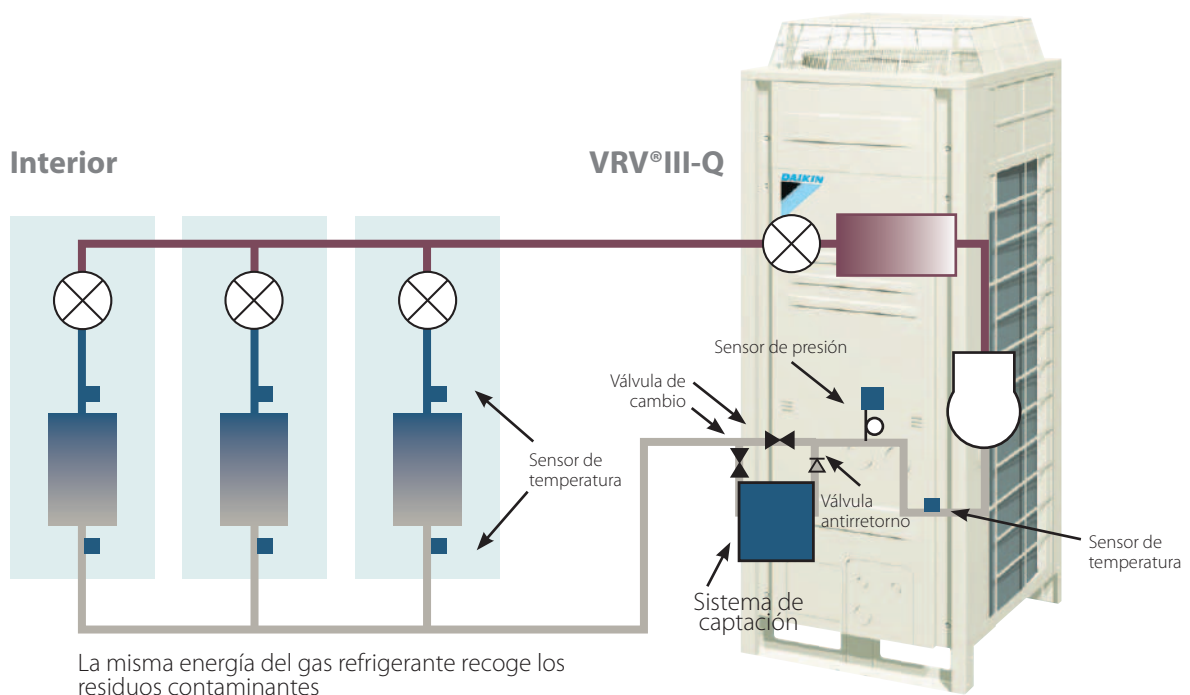 Interior
VRV®III-Q
DAIKIN
Sensor de presión
Válvula de
cambio
Sensor de
temperatura
Válvula
antirretorno
Sensor de
temperatura
Sistema de
captación
La misma energía del gas refrigerante recoge los
residuos contaminantes